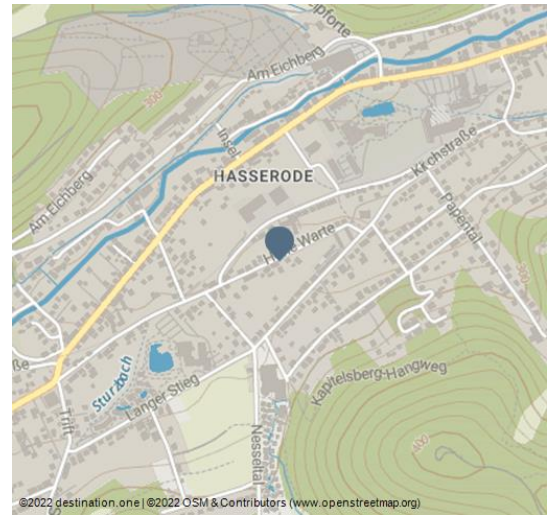 Am Eichberg
300
Insel
HASSERODE
Kirchstraße
Am Eichberg
Papental
Hohe Warte
300
Sturzbach
Kapitelsberg-Hangweg
Langer Stieg
Trift
Nesseltal
400
©2022 destination.one | ©2022 OSM & Contributors (www.openstreetmap.org)